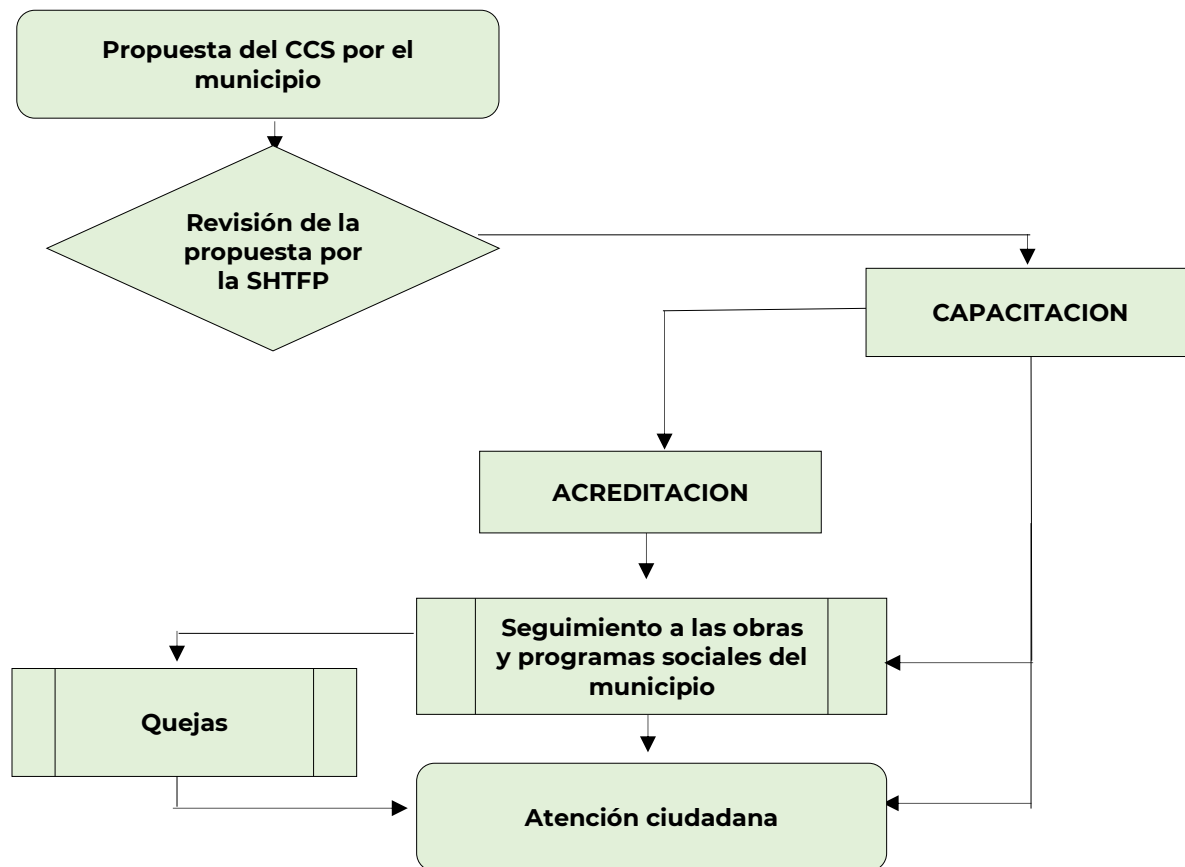 Propuesta del CCS por el
municipio
Revisión de la
propuesta por
la SHTFP
CAPACITACION
ACREDITACION
Seguimiento a las obras
y programas sociales del
municipio
Quejas
Atención ciudadana